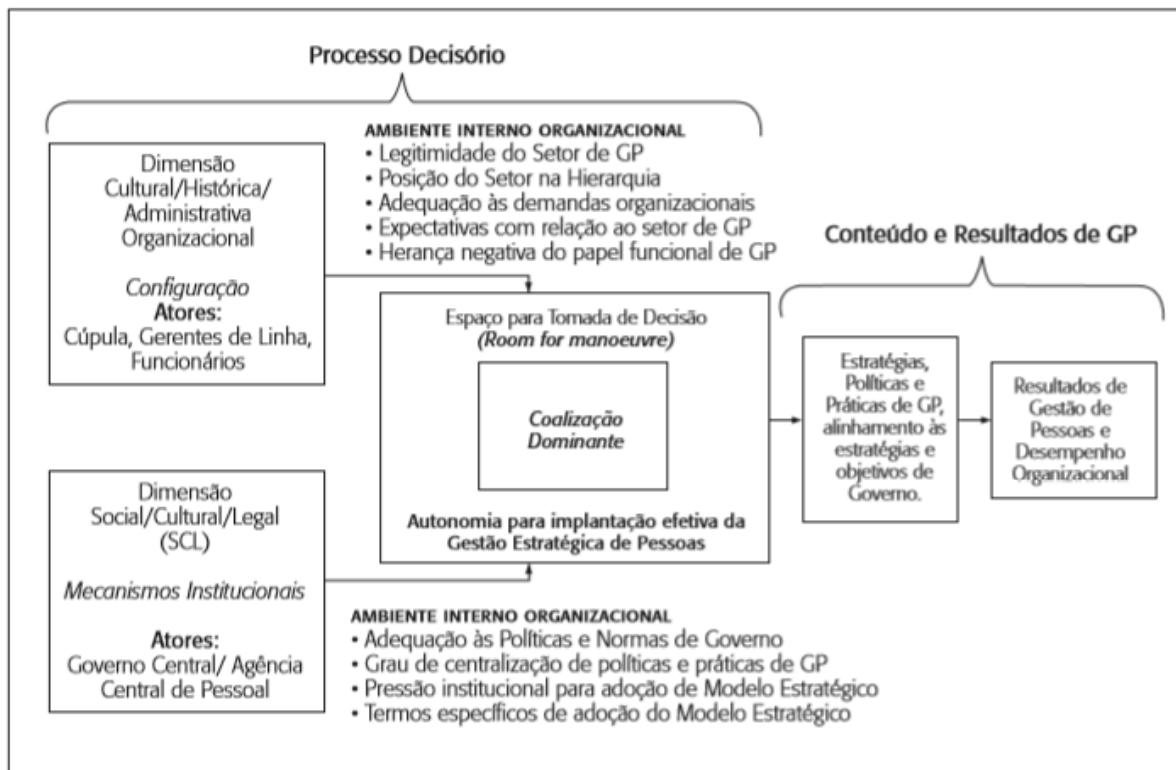 Processo Decisório
Dimensão
Cultural/Histórica/
Administrativa
Organizacional
Configuração
Atores:
Cúpula, Gerentes de Linha,
Funcionários
AMBIENTE INTERNO ORGANIZACIONAL
• Legitimidade do Setor de GP
• Posição do Setor na Hierarquia
• Adequação às demandas organizacionais
• Expectativas com relação ao setor de GP
• Herança negativa do papel funcional de GP
Espaço para Tomada de Decisão
(Room for manoeuvre)
Coalização
Dominante
Autonomia para implantação efetiva da
Gestão Estratégica de Pessoas
Dimensão
Social/Cultural/Legal
(SCL)
Mecanismos Institucionais
Atores:
Governo Central/ Agência
Central de Pessoal
AMBIENTE INTERNO ORGANIZACIONAL
• Adequação às Políticas e Normas de Governo
• Grau de centralização de políticas e práticas de GP
• Pressão institucional para adoção de Modelo Estratégico
• Termos específicos de adoção do Modelo Estratégico
Conteúdo e Resultados de GP
Estratégias,
Políticas e
Práticas de GP,
alinhamento às
estratégias e
objetivos de
Governo.
Resultados de
Gestão de
Pessoas e
Desempenho
Organizacional